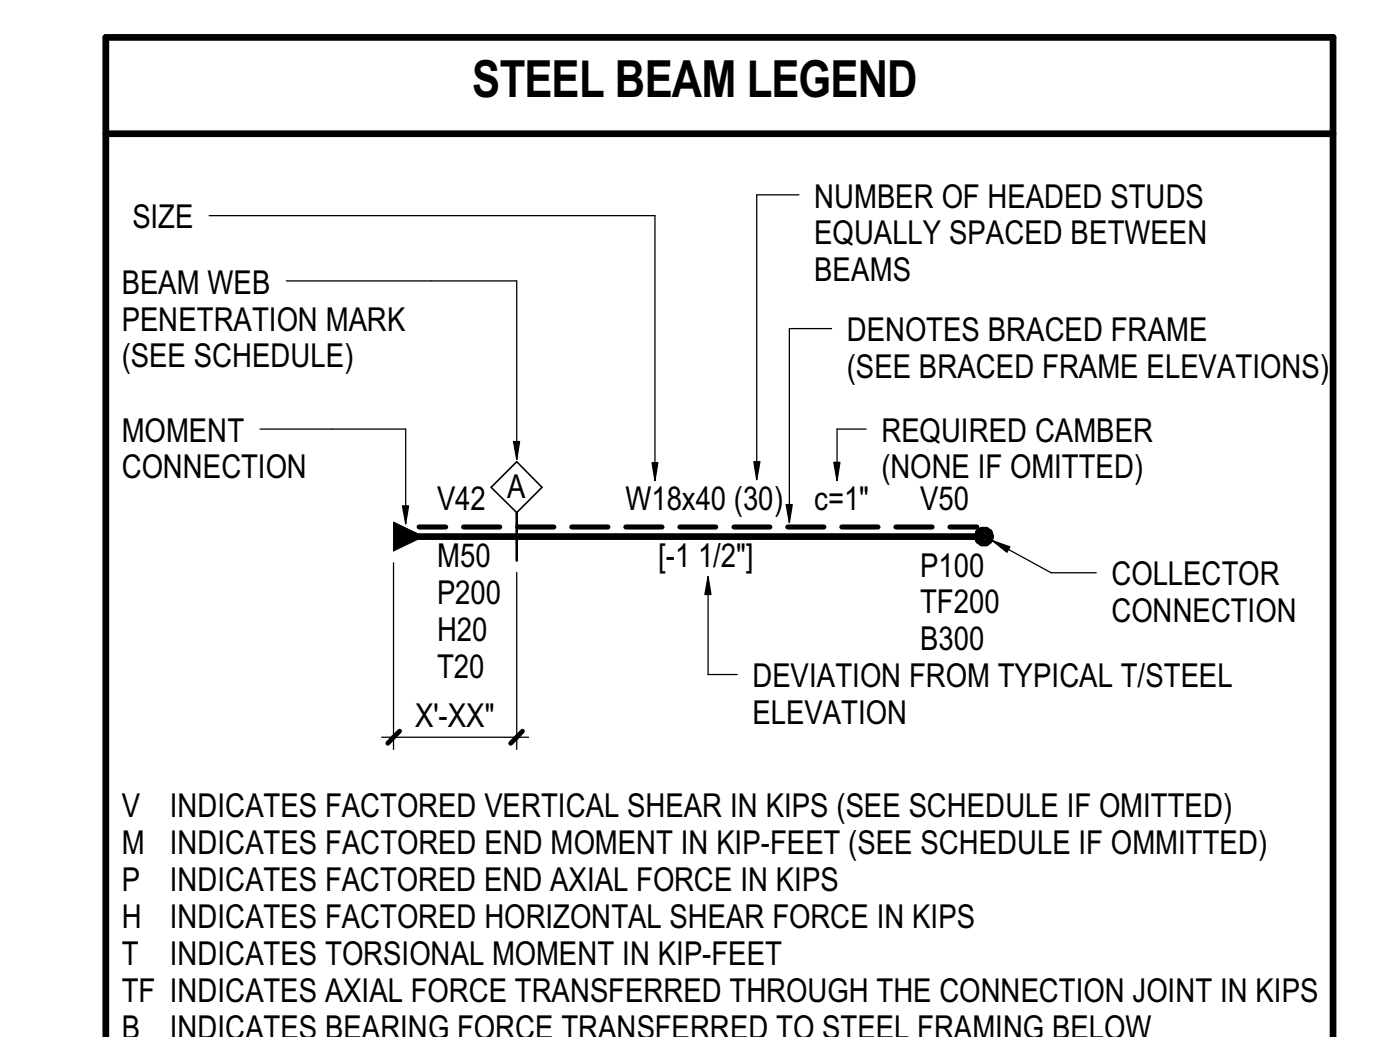 STEEL BEAM LEGEND
SIZE
NUMBER OF HEADED STUDS
EQUALLY SPACED BETWEEN
BEAMS
BEAM WEB
PENETRATION MARK
(SEE SCHEDULE)
DENOTES BRACED FRAME
(SEE BRACED FRAME ELEVATIONS)
MOMENT
CONNECTION
REQUIRED CAMBER
(NONE IF OMITTED)
V42
A
W18x40 (30)
c=1"
V50
M50
P200
H20
T20
[-1 1/2"]
P100
TF200
B300
COLLECTOR
CONNECTION
DEVIATION FROM TYPICAL T/STEEL
ELEVATION
X'-XX"
V INDICATES FACTORED VERTICAL SHEAR IN KIPS (SEE SCHEDULE IF OMITTED)
M INDICATES FACTORED END MOMENT IN KIP-FEET (SEE SCHEDULE IF OMMITTED)
P INDICATES FACTORED END AXIAL FORCE IN KIPS
H INDICATES FACTORED HORIZONTAL SHEAR FORCE IN KIPS
T INDICATES TORSIONAL MOMENT IN KIP-FEET
TF INDICATES AXIAL FORCE TRANSFERRED THROUGH THE CONNECTION JOINT IN KIPS
B INDICATES BEARING FORCE TRANSFERRED TO STEEL FRAMING BELOW